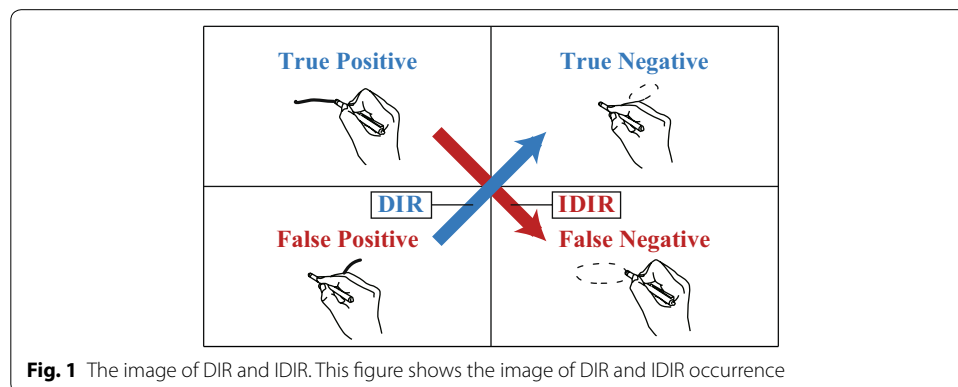 True Positive
True Negative
DIR
IDIR
False Positive
False Negative
Fig. 1 The image of DIR and IDIR. This figure shows the image of DIR and IDIR occurrence